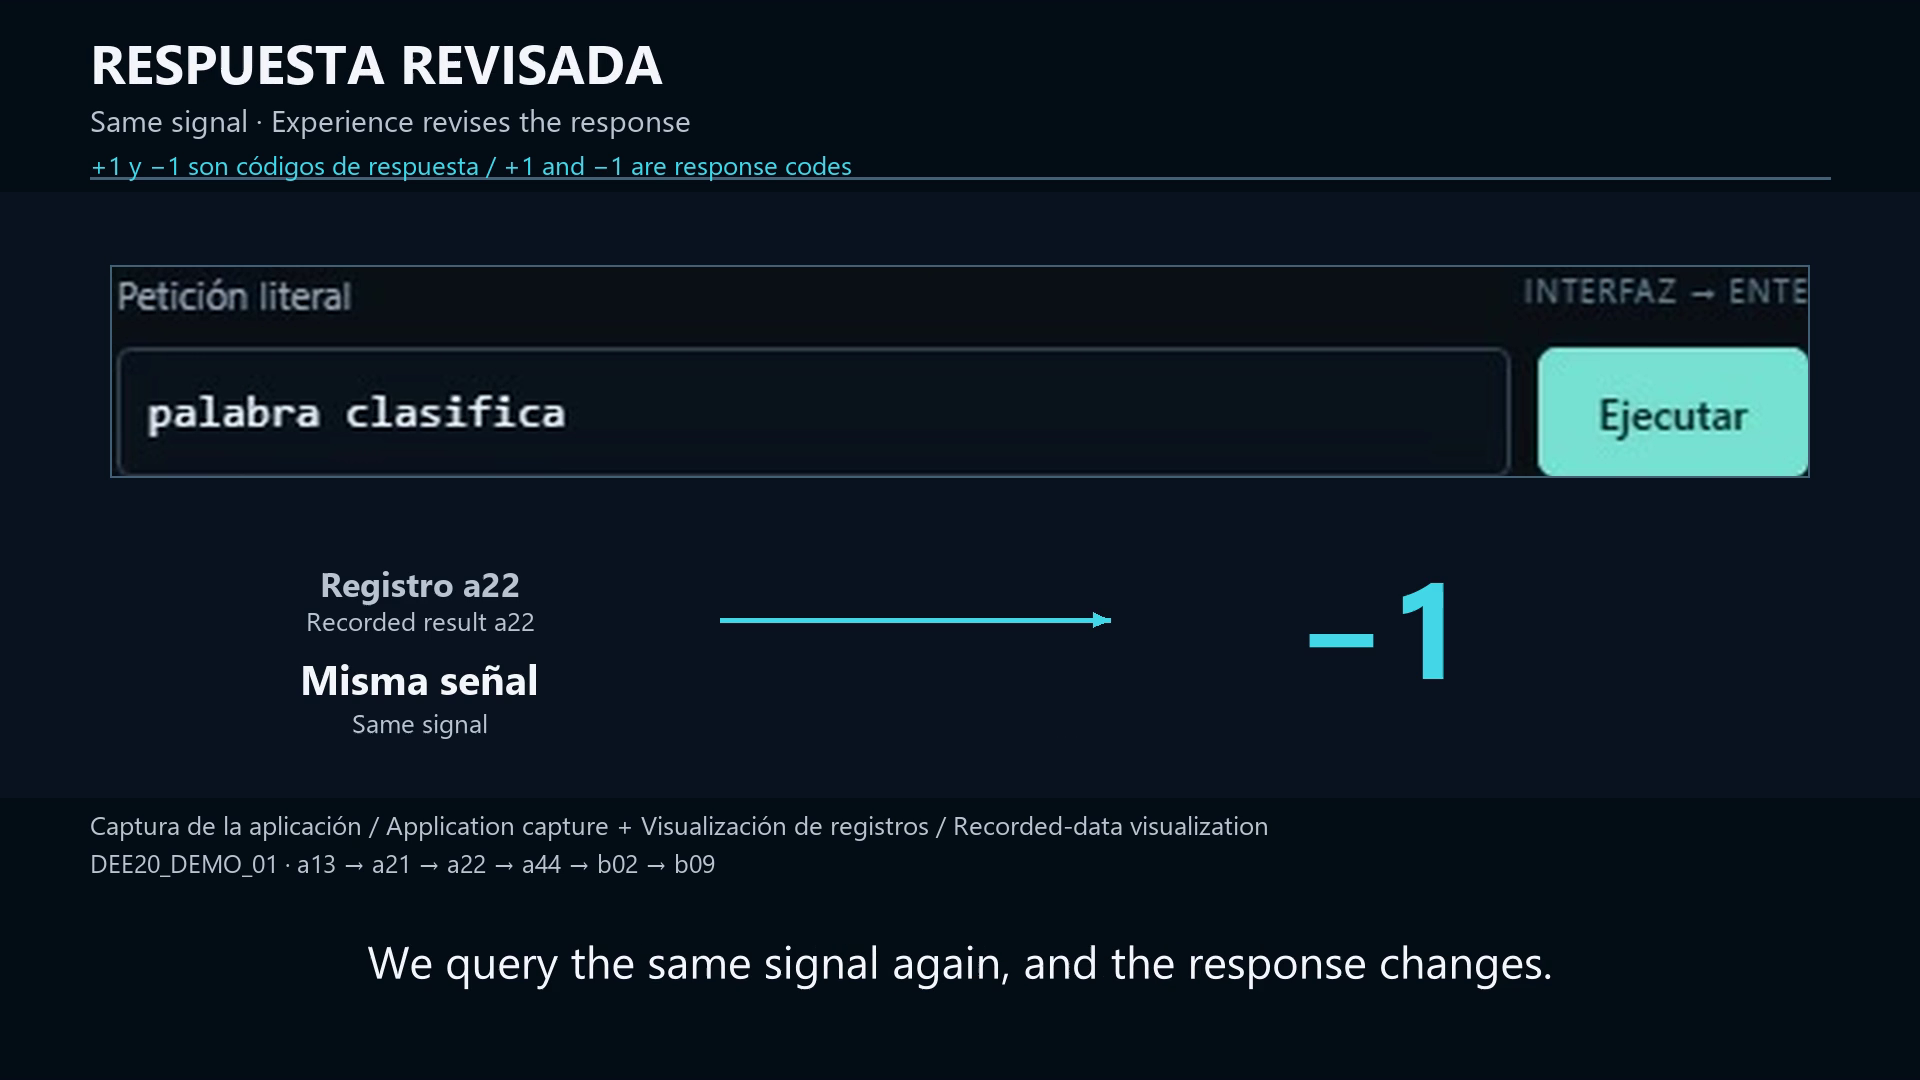 RESPUESTA REVISADA
Same signal · Experience revises the response
+1 y −1 son códigos de respuesta / +1 and −1 are response codes
Petición literal
INTERFAZ → ENTE
palabra clasifica
Ejecutar
Registro a22
Recorded result a22
Misma señal
Same signal
−1
Captura de la aplicación / Application capture + Visualización de registros / Recorded-data visualization
DEE20_DEMO_01 · a13 → a21 → a22 → a44 → b02 → b09
We query the same signal again, and the response changes.